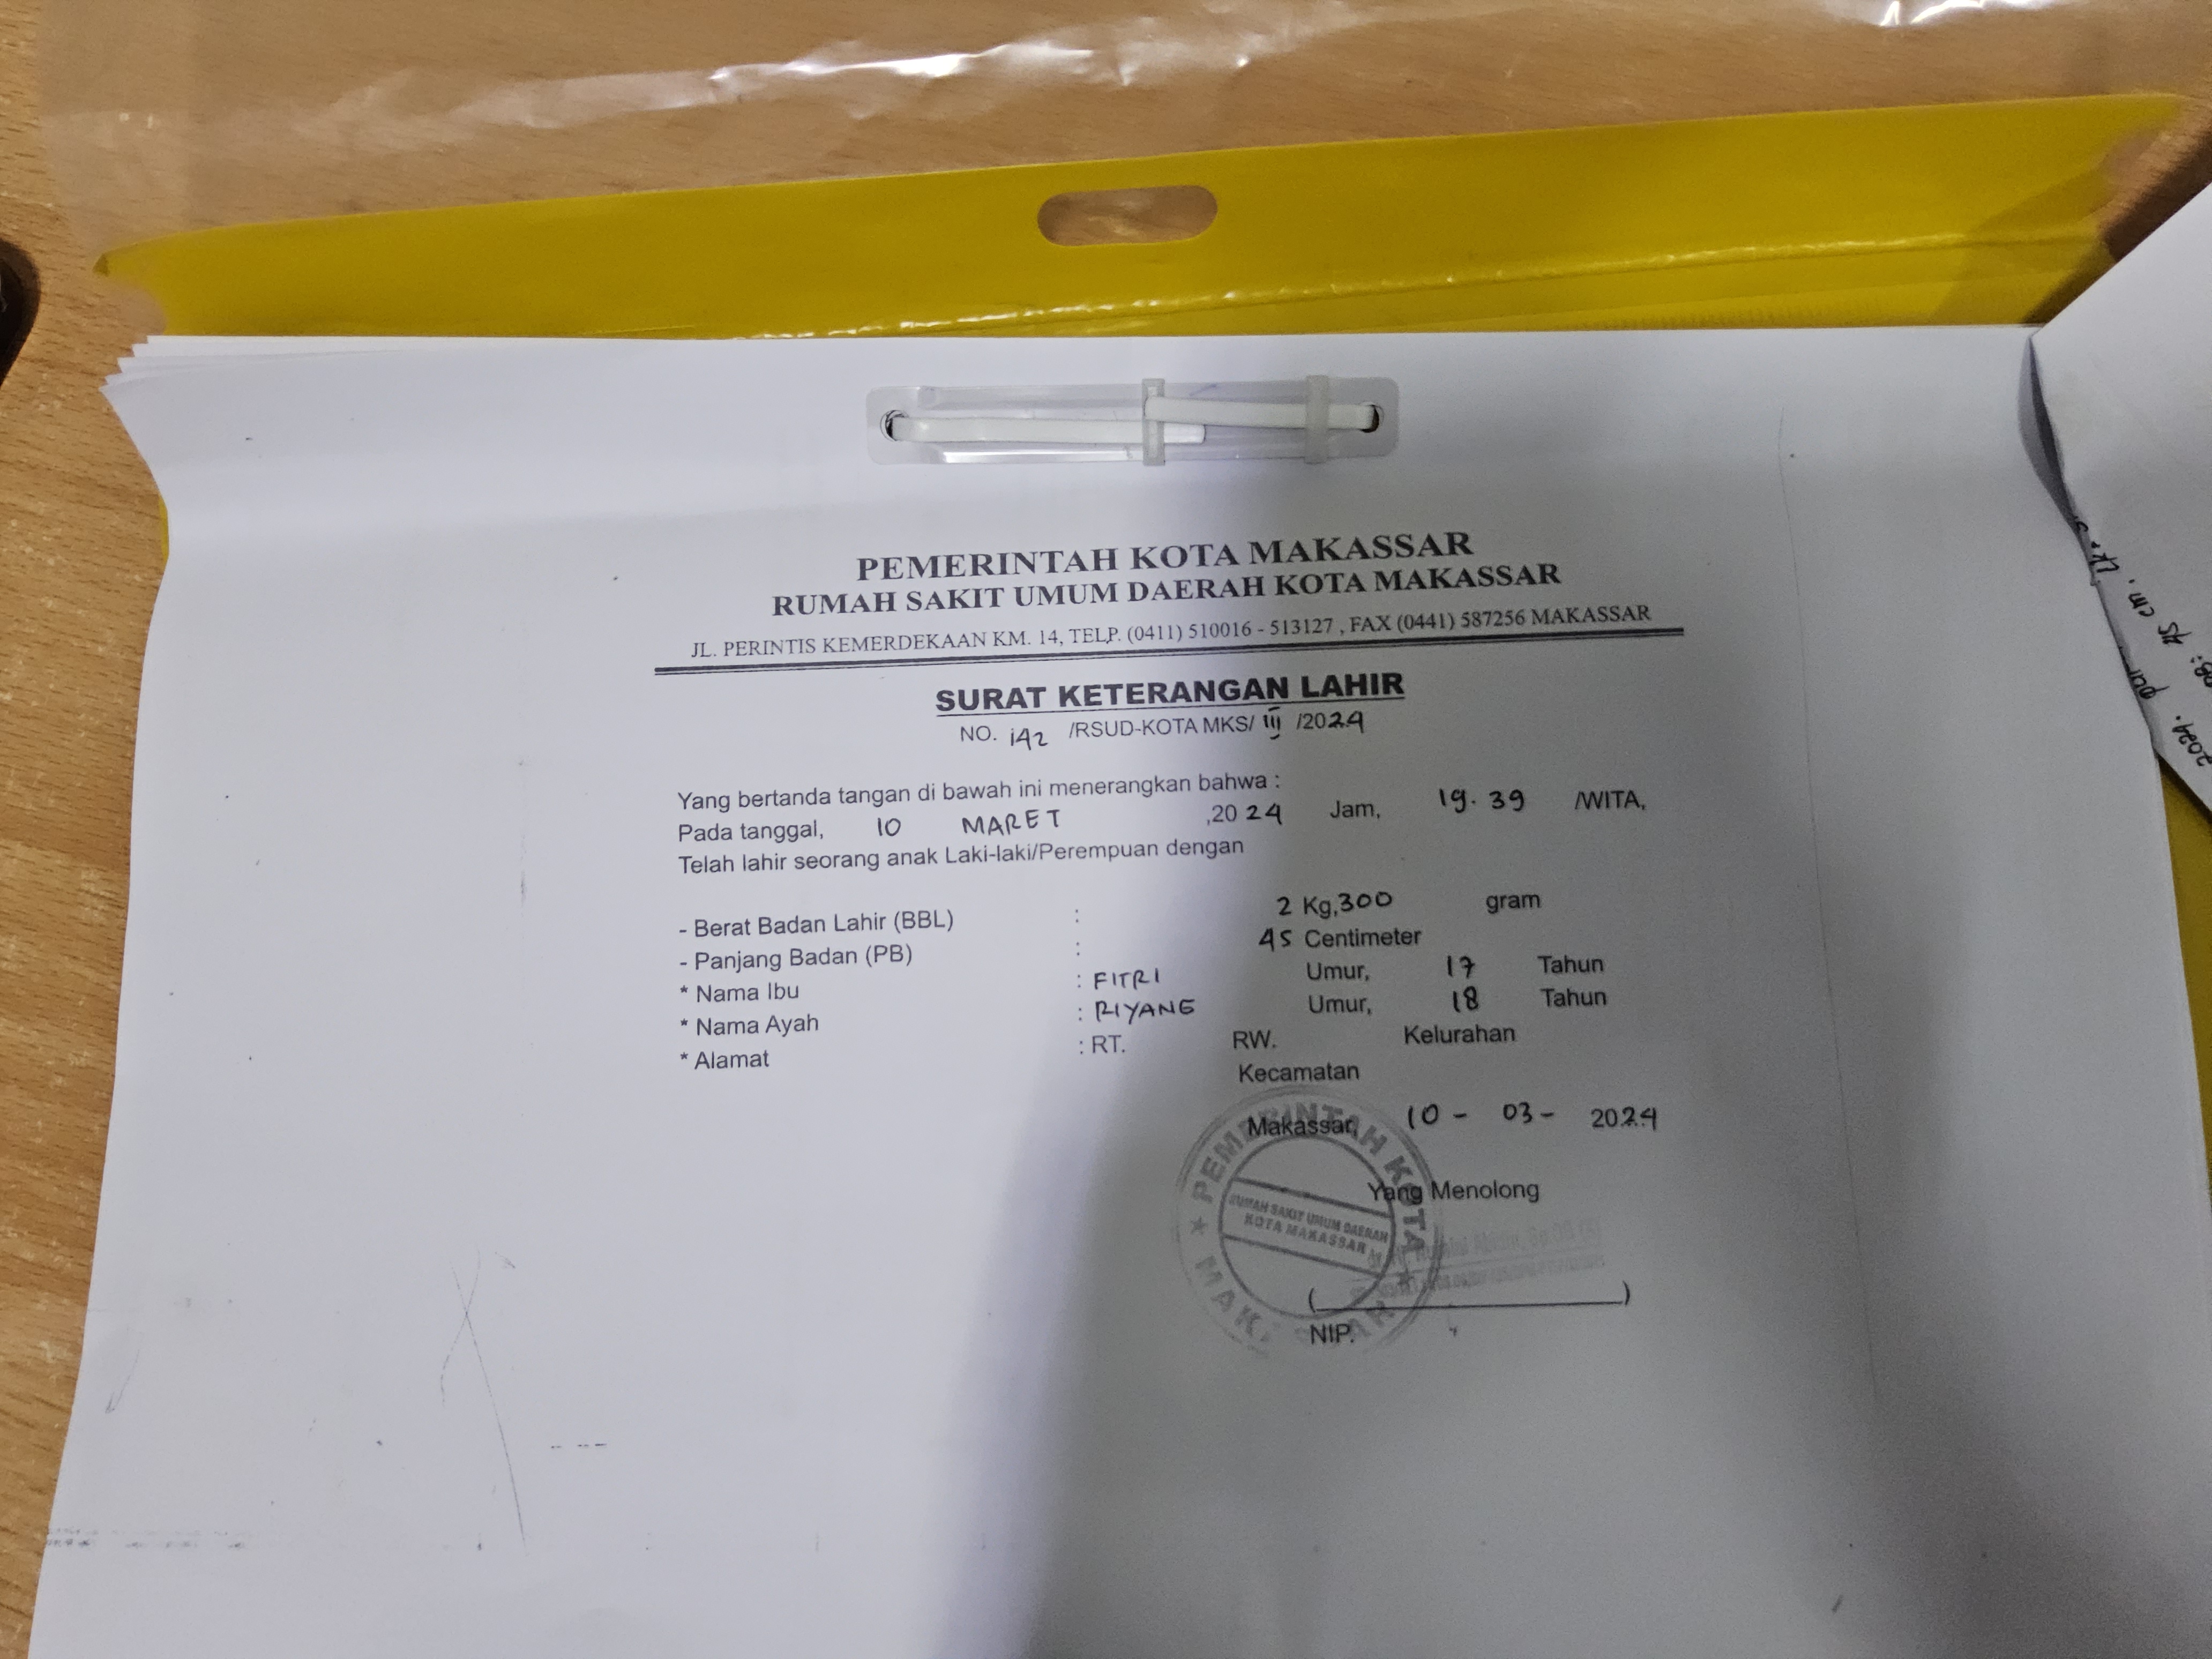 PEMERINTAH KOTA MAKASSAR
RUMAH SAKIT UMUM DAERAH KOTA MAKASSAR
JL. PERINTIS KEMERDEKAAN KM. 14, TELP. (0411) 510016 - 513127 , FAX (0441) 587256 MAKASSAR
SURAT KETERANGAN LAHIR
NO. 142 /RSUD-KOTA MKS/ III /2024
Yang bertanda tangan di bawah ini menerangkan bahwa :
Pada tanggal, 10 MARET ,2024 Jam, 19.39 /WITA,
Telah lahir seorang anak Laki-laki/Perempuan dengan
- Berat Badan Lahir (BBL) : 2 Kg,300 gram
- Panjang Badan (PB) : 45 Centimeter
* Nama Ibu : FITRI Umur, 17 Tahun
* Nama Ayah : RIYANG Umur, 18 Tahun
* Alamat : RT. RW. Kelurahan
Kecamatan
Makassar, 10 - 03 - 2024
Yang Menolong
PEMERINTAH KOTA
RUMAH SAKIT UMUM DAERAH
KOTA MAKASSAR
MAKASSAR
(          )
NIP.
45 cm.
2024.